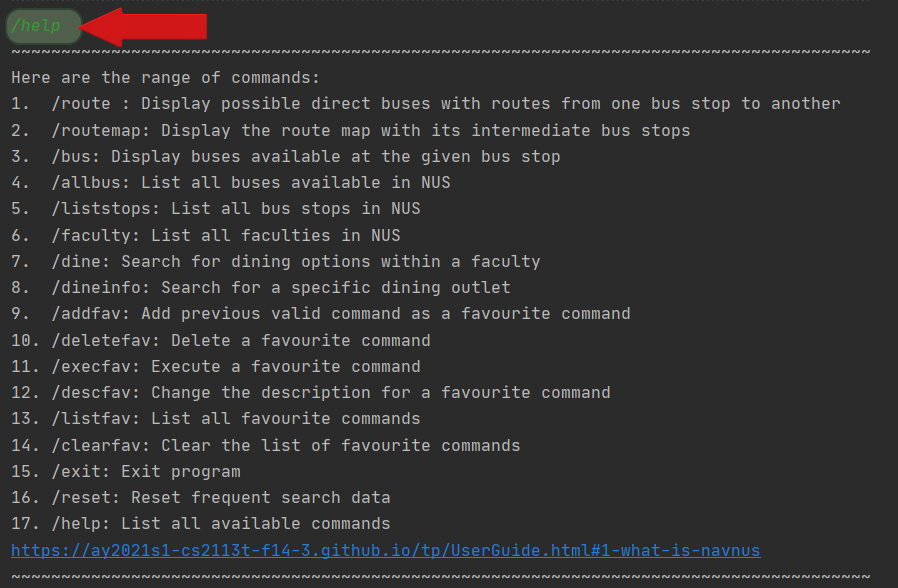 /help
~~~~~~~~~~~~~~~~~~~~~~~~~~~~~~~~~~~~~~~~~~~~~~~~~~~~~~~~~~~~~~~~~~~~~~~~~~~~~~~~~~~~~~
Here are the range of commands:
1.  /route : Display possible direct buses with routes from one bus stop to another
2.  /routemap: Display the route map with its intermediate bus stops
3.  /bus: Display buses available at the given bus stop
4.  /allbus: List all buses available in NUS
5.  /liststops: List all bus stops in NUS
6.  /faculty: List all faculties in NUS
7.  /dine: Search for dining options within a faculty
8.  /dineinfo: Search for a specific dining outlet
9.  /addfav: Add previous valid command as a favourite command
10. /deletefav: Delete a favourite command
11. /execfav: Execute a favourite command
12. /descfav: Change the description for a favourite command
13. /listfav: List all favourite commands
14. /clearfav: Clear the list of favourite commands
15. /exit: Exit program
16. /reset: Reset frequent search data
17. /help: List all available commands
https://ay2021s1-cs2113t-f14-3.github.io/tp/UserGuide.html#1-what-is-navnus
~~~~~~~~~~~~~~~~~~~~~~~~~~~~~~~~~~~~~~~~~~~~~~~~~~~~~~~~~~~~~~~~~~~~~~~~~~~~~~~~~~~~~~